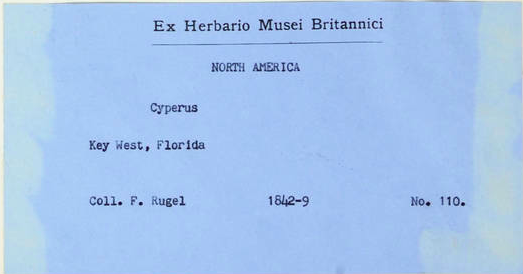 Ex Herbario Musei Britannici
NORTH AMERICA
Cyperus
Key West, Florida
Coll. F. Rugel 1842-9 No. 110.